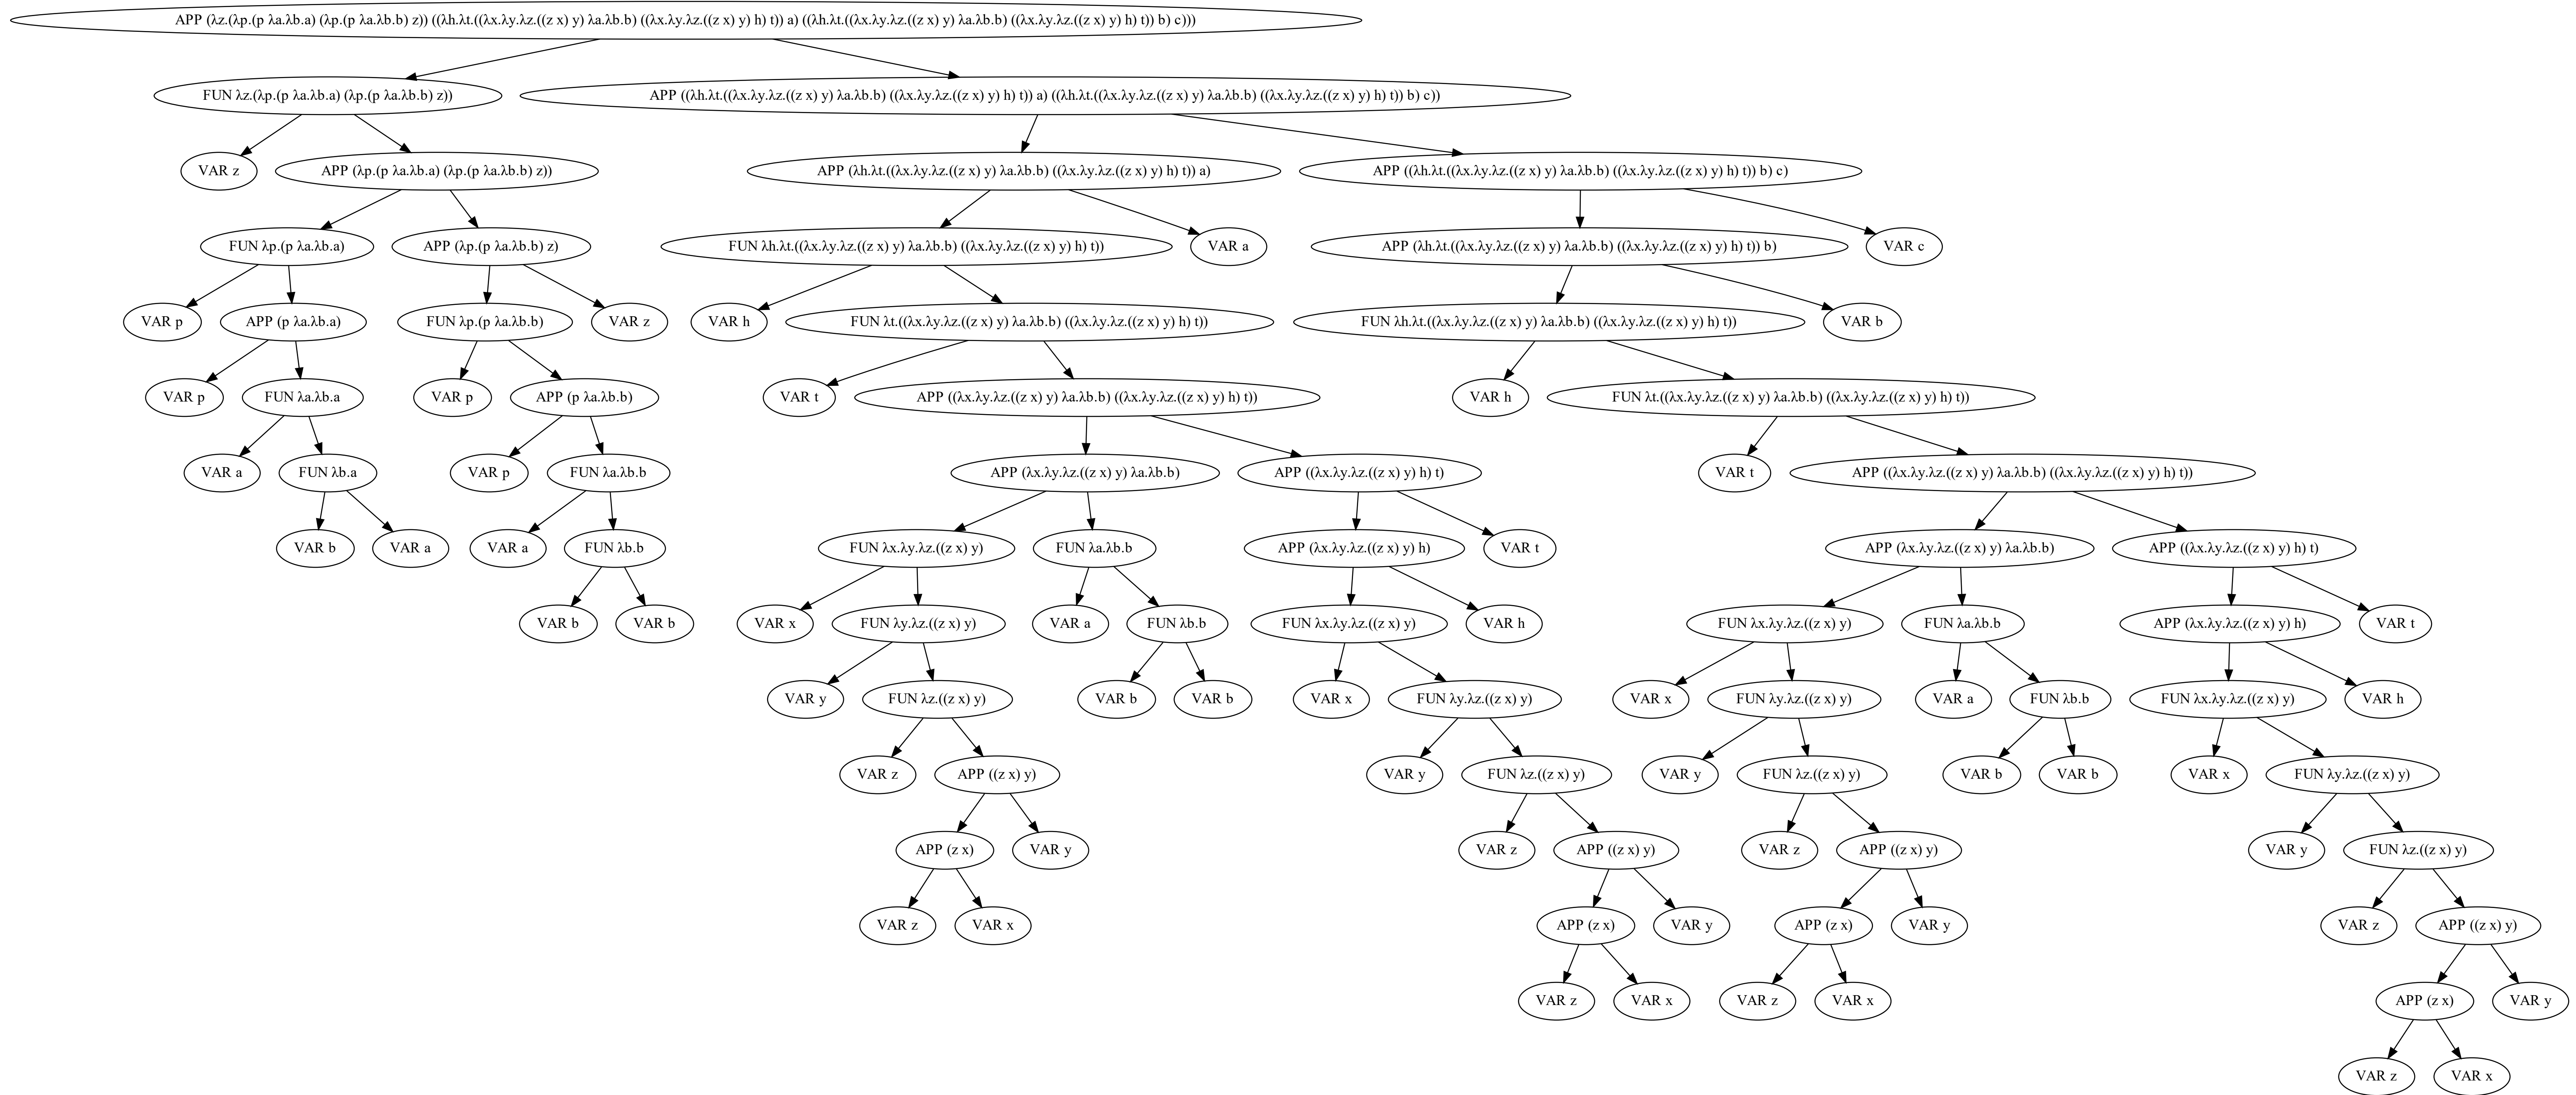 APP (λz.(λp.(p λa.λb.a) (λp.(p λa.λb.b) z)) ((λh.λt.((λx.λy.λz.((z x) y) λa.λb.b) ((λx.λy.λz.((z x) y) h) t)) a) ((λh.λt.((λx.λy.λz.((z x) y) λa.λb.b) ((λx.λy.λz.((z x) y) h) t)) b) c)))
FUN λz.(λp.(p λa.λb.a) (λp.(p λa.λb.b) z))
APP ((λh.λt.((λx.λy.λz.((z x) y) λa.λb.b) ((λx.λy.λz.((z x) y) h) t)) a) ((λh.λt.((λx.λy.λz.((z x) y) λa.λb.b) ((λx.λy.λz.((z x) y) h) t)) b) c))
VAR z
APP (λp.(p λa.λb.a) (λp.(p λa.λb.b) z))
APP (λh.λt.((λx.λy.λz.((z x) y) λa.λb.b) ((λx.λy.λz.((z x) y) h) t)) a)
APP ((λh.λt.((λx.λy.λz.((z x) y) λa.λb.b) ((λx.λy.λz.((z x) y) h) t)) b) c)
FUN λp.(p λa.λb.a)
APP (λp.(p λa.λb.b) z)
FUN λh.λt.((λx.λy.λz.((z x) y) λa.λb.b) ((λx.λy.λz.((z x) y) h) t))
VAR a
APP (λh.λt.((λx.λy.λz.((z x) y) λa.λb.b) ((λx.λy.λz.((z x) y) h) t)) b)
VAR c
VAR p
APP (p λa.λb.a)
FUN λp.(p λa.λb.b)
VAR z
VAR h
FUN λt.((λx.λy.λz.((z x) y) λa.λb.b) ((λx.λy.λz.((z x) y) h) t))
FUN λh.λt.((λx.λy.λz.((z x) y) λa.λb.b) ((λx.λy.λz.((z x) y) h) t))
VAR b
VAR p
FUN λa.λb.a
VAR p
APP (p λa.λb.b)
VAR t
APP ((λx.λy.λz.((z x) y) λa.λb.b) ((λx.λy.λz.((z x) y) h) t))
VAR h
FUN λt.((λx.λy.λz.((z x) y) λa.λb.b) ((λx.λy.λz.((z x) y) h) t))
VAR a
FUN λb.a
VAR p
FUN λa.λb.b
APP (λx.λy.λz.((z x) y) λa.λb.b)
APP ((λx.λy.λz.((z x) y) h) t)
VAR t
APP ((λx.λy.λz.((z x) y) λa.λb.b) ((λx.λy.λz.((z x) y) h) t))
VAR b
VAR a
VAR a
FUN λb.b
FUN λx.λy.λz.((z x) y)
FUN λa.λb.b
APP (λx.λy.λz.((z x) y) h)
VAR t
APP (λx.λy.λz.((z x) y) λa.λb.b)
APP ((λx.λy.λz.((z x) y) h) t)
VAR b
VAR b
VAR x
FUN λy.λz.((z x) y)
VAR a
FUN λb.b
FUN λx.λy.λz.((z x) y)
VAR h
FUN λx.λy.λz.((z x) y)
FUN λa.λb.b
APP (λx.λy.λz.((z x) y) h)
VAR t
VAR y
FUN λz.((z x) y)
VAR b
VAR b
VAR x
FUN λy.λz.((z x) y)
VAR x
FUN λy.λz.((z x) y)
VAR a
FUN λb.b
FUN λx.λy.λz.((z x) y)
VAR h
VAR z
APP ((z x) y)
VAR y
FUN λz.((z x) y)
VAR y
FUN λz.((z x) y)
VAR b
VAR b
VAR x
FUN λy.λz.((z x) y)
APP (z x)
VAR y
VAR z
APP ((z x) y)
VAR z
APP ((z x) y)
VAR y
FUN λz.((z x) y)
VAR z
VAR x
APP (z x)
VAR y
APP (z x)
VAR y
VAR z
APP ((z x) y)
VAR z
VAR x
VAR z
VAR x
APP (z x)
VAR y
VAR z
VAR x